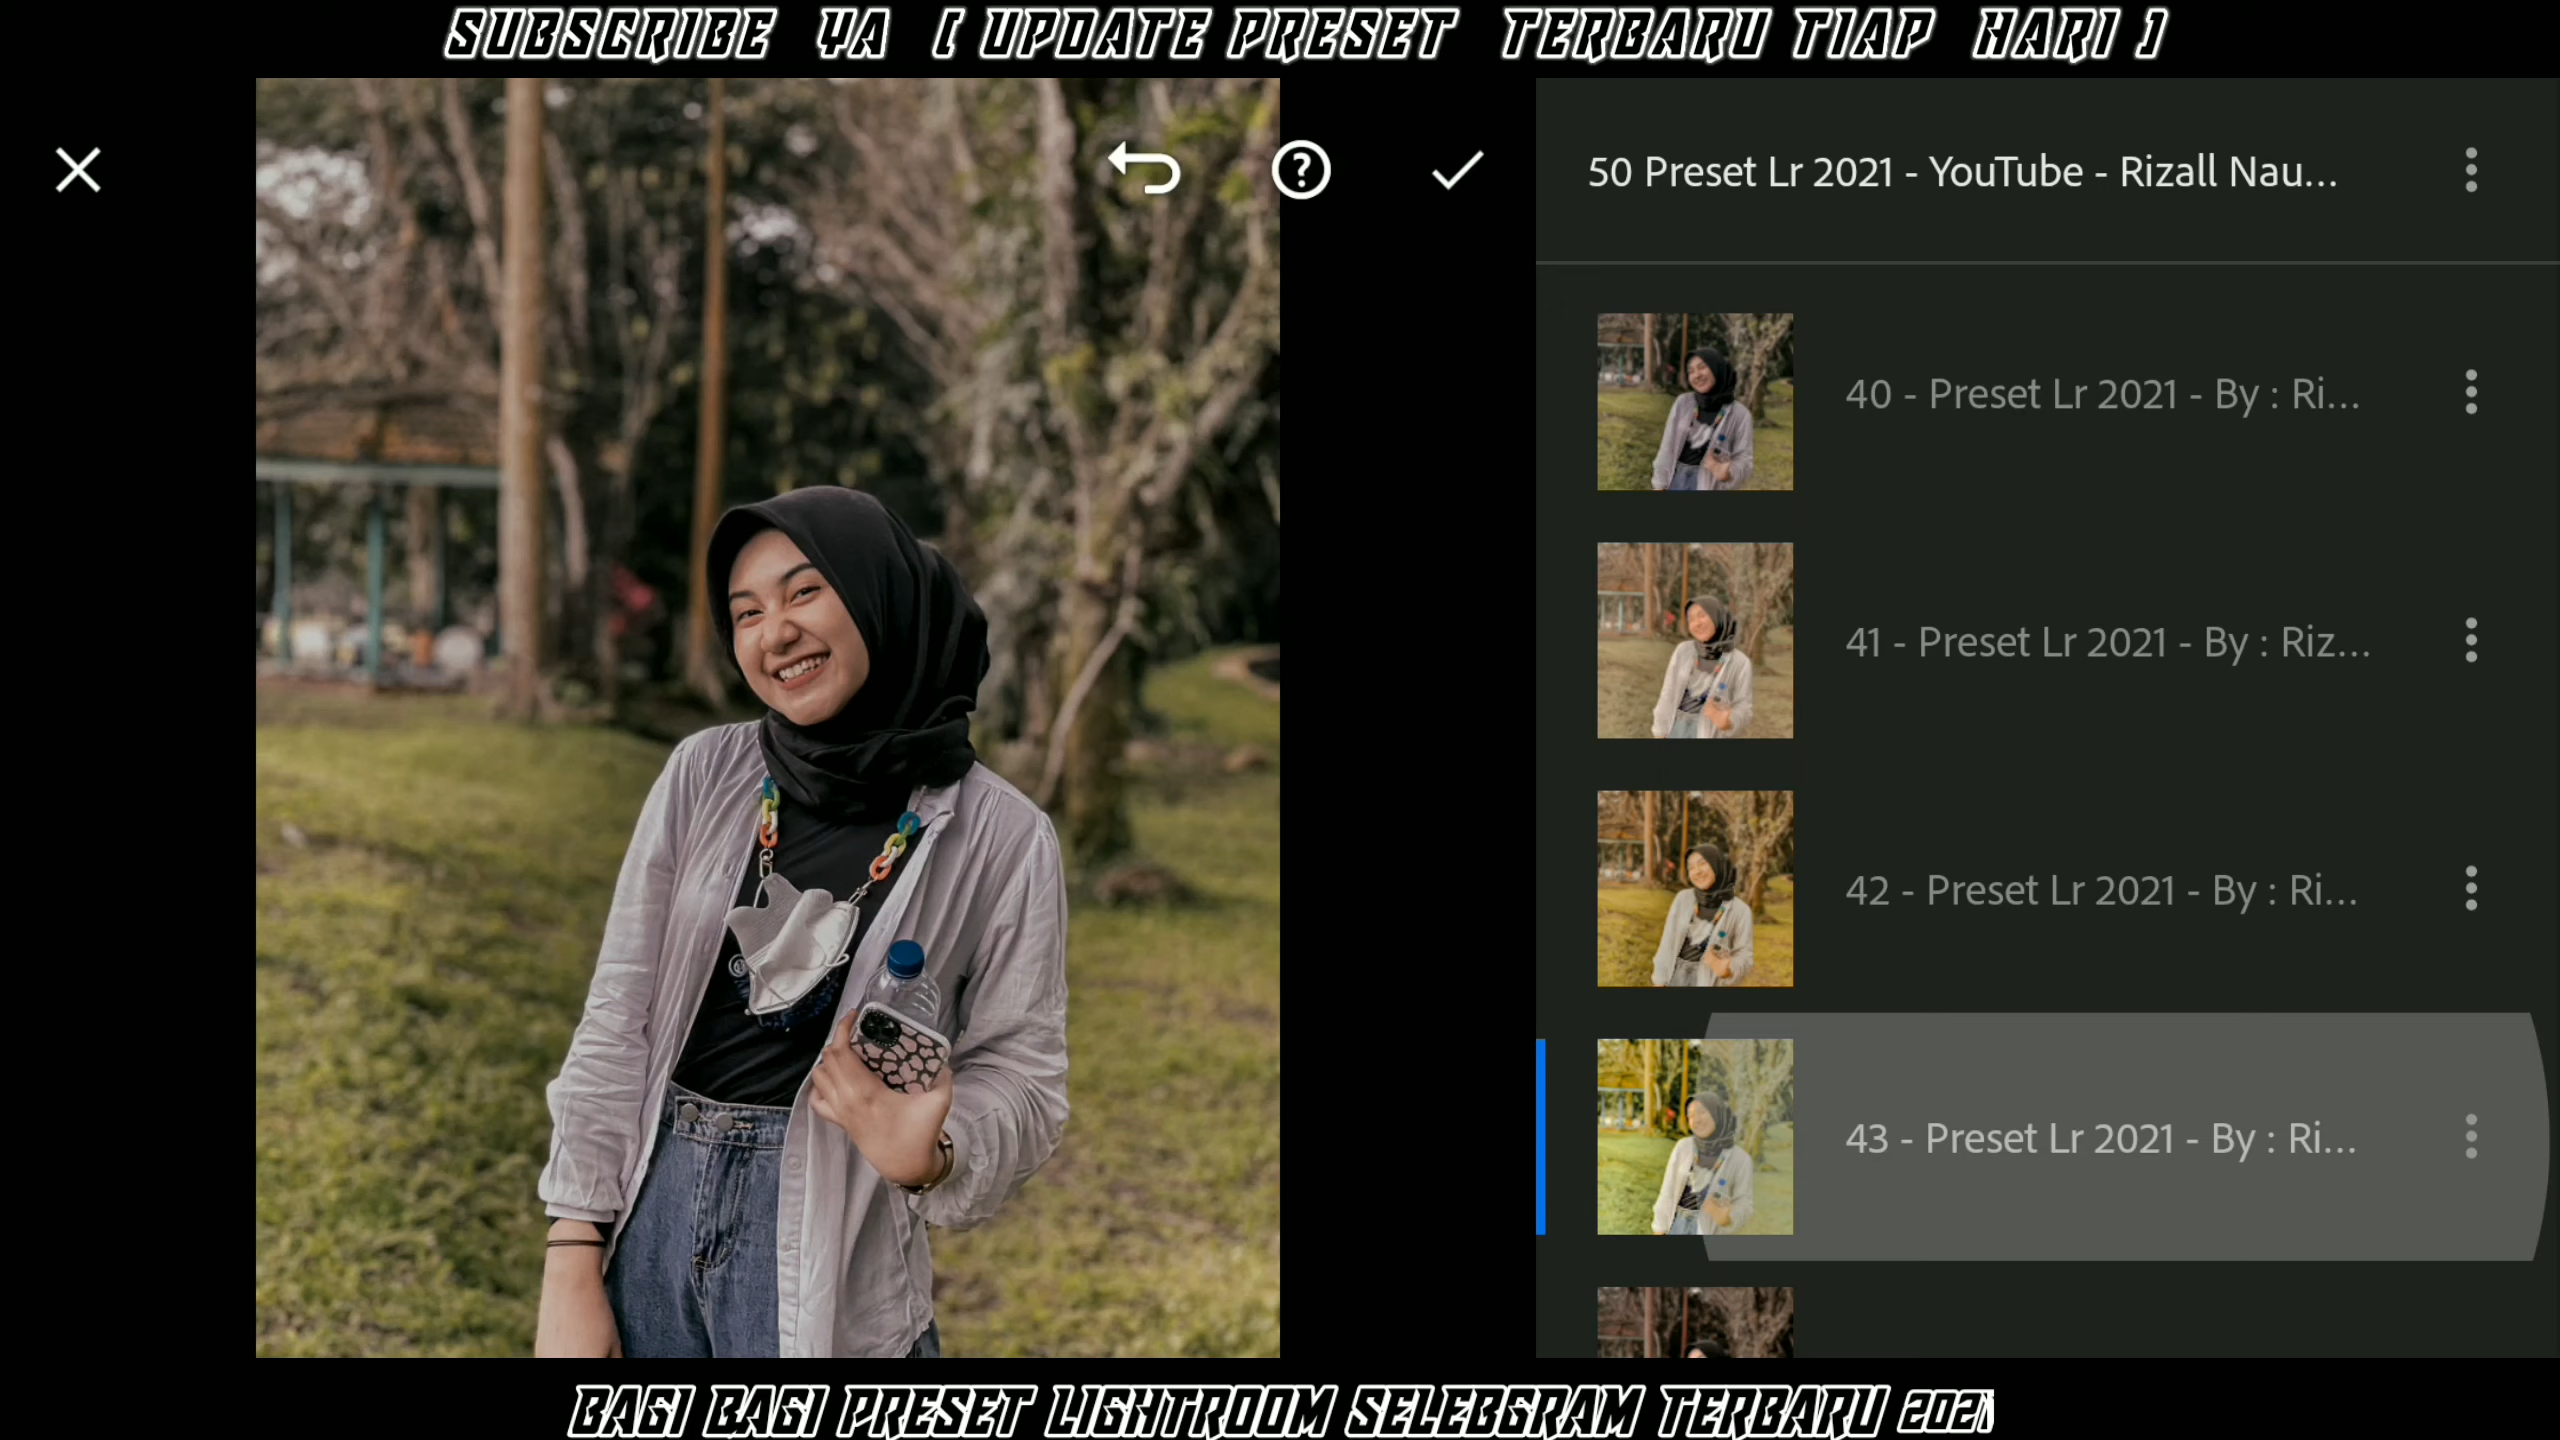 SUBSCRIBE YA [ UPDATE PRESET TERBARU TIAP HARI ]
50 Preset Lr 2021 - YouTube - Rizall Nau...
40 - Preset Lr 2021 - By : Ri...
41 - Preset Lr 2021 - By : Riz...
42 - Preset Lr 2021 - By : Ri...
43 - Preset Lr 2021 - By : Ri...
BAGI BAGI PRESET LIGHTROOM SELEBGRAM TERBARU 2021